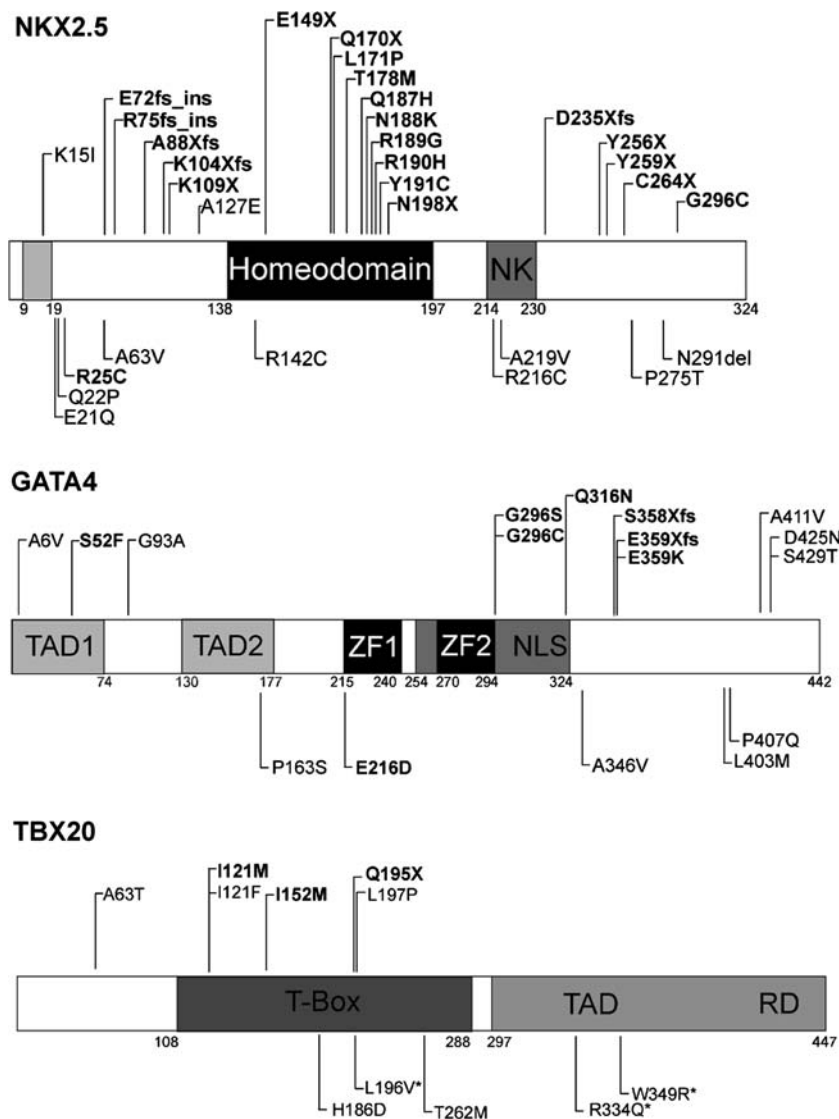 NKX2.5
E149X
Q170X
L171P
T178M
E72fs_ins
Q187H
R75fs_ins
N188K
D235Xfs
A88Xfs
R189G
Y256X
K15I
K104Xfs
R190H
Y259X
K109X
Y191C
C264X
A127E
N198X
G296C
Homeodomain
NK
9 19 138 197 214 230 324
A63V
R142C
A219V
N291del
R25C
R216C
P275T
Q22P
E21Q
GATA4
Q316N
G296S
S358Xfs
A411V
A6V
S52F
G93A
G296C
E359Xfs
D425N
E359K
S429T
TAD1 TAD2 ZF1 ZF2 NLS
74 130 177 215 240 254 270 294 324 442
P163S
E216D
A346V
P407Q
L403M
TBX20
I121M
Q195X
A63T
I121F
I152M
L197P
T-Box TAD RD
108 288 297 447
L196V*
W349R*
H186D
T262M
R334Q*